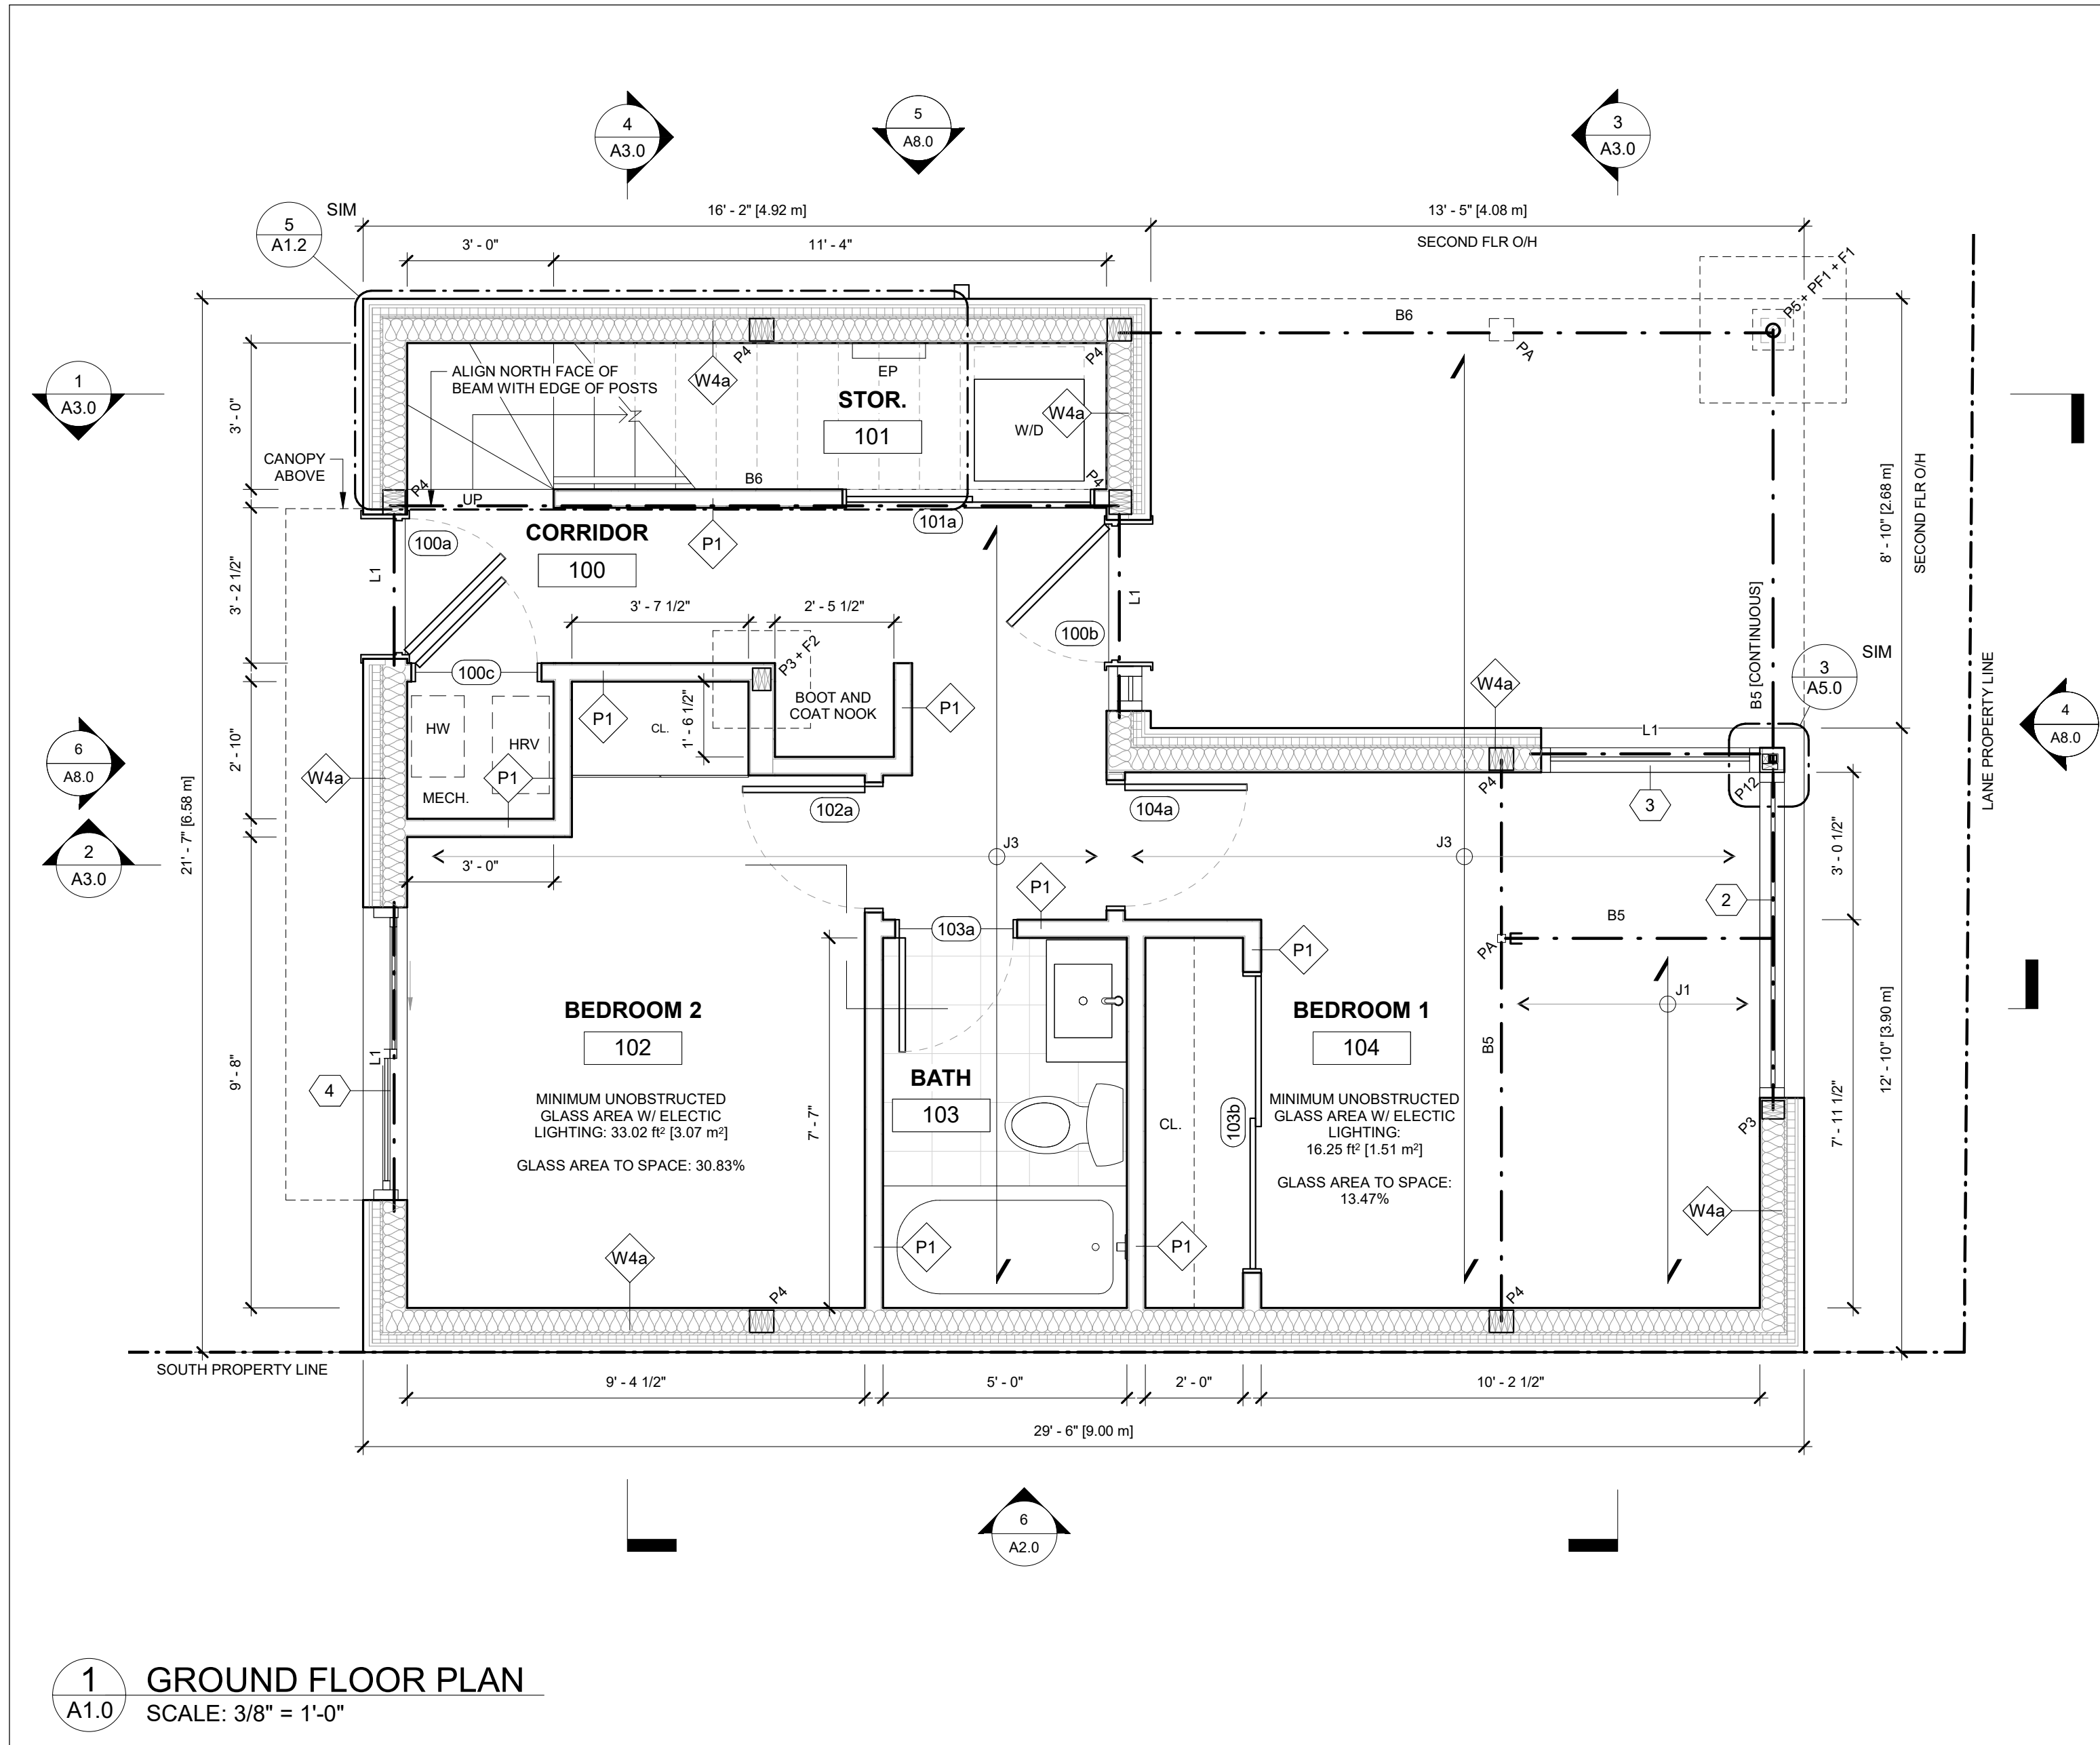 4
A3.0
5
A8.0
3
A3.0
5
A1.2
SIM
16' - 2" [4.92 m]
13' - 5" [4.08 m]
SECOND FLR O/H
3' - 0"
11' - 4"
P5 + PF1 + F1
B6
PA
1
A3.0
ALIGN NORTH FACE OF
BEAM WITH EDGE OF POSTS
P4
W4a
EP
STOR.
101
P4
W4a
W/D
3' - 0"
CANOPY
ABOVE
P4
UP
B6
P4
101a
CORRIDOR
100
100a
P1
L1
3' - 2 1/2"
3' - 7 1/2"
2' - 5 1/2"
100b
L1
8' - 10" [2.68 m]
SECOND FLR O/H
B5 [CONTINUOUS]
LANE PROPERTY LINE
3
A5.0
SIM
100c
P3 + F2
P1
CL.
1' - 6 1/2"
BOOT AND
COAT NOOK
P1
W4a
L1
4
A8.0
6
A8.0
2' - 10"
W4a
HW
HRV
P1
MECH.
21' - 7" [6.58 m]
102a
104a
P4
3
P12
2
A3.0
3' - 0"
J3
J3
3' - 0 1/2"
P1
2
103a
B5
PA
P1
J1
BEDROOM 2
102
MINIMUM UNOBSTRUCTED
GLASS AREA W/ ELECTIC
LIGHTING: 33.02 ft² [3.07 m²]
GLASS AREA TO SPACE: 30.83%
9' - 8"
L1
4
7' - 7"
BATH
103
CL.
103b
BEDROOM 1
104
MINIMUM UNOBSTRUCTED
GLASS AREA W/ ELECTIC
LIGHTING:
16.25 ft² [1.51 m²]
GLASS AREA TO SPACE:
13.47%
B5
P3
7' - 11 1/2"
12' - 10" [3.90 m]
W4a
W4a
P1
P1
P4
P4
SOUTH PROPERTY LINE
9' - 4 1/2"
5' - 0"
2' - 0"
10' - 2 1/2"
29' - 6" [9.00 m]
6
A2.0
1
A1.0
GROUND FLOOR PLAN
SCALE: 3/8" = 1'-0"